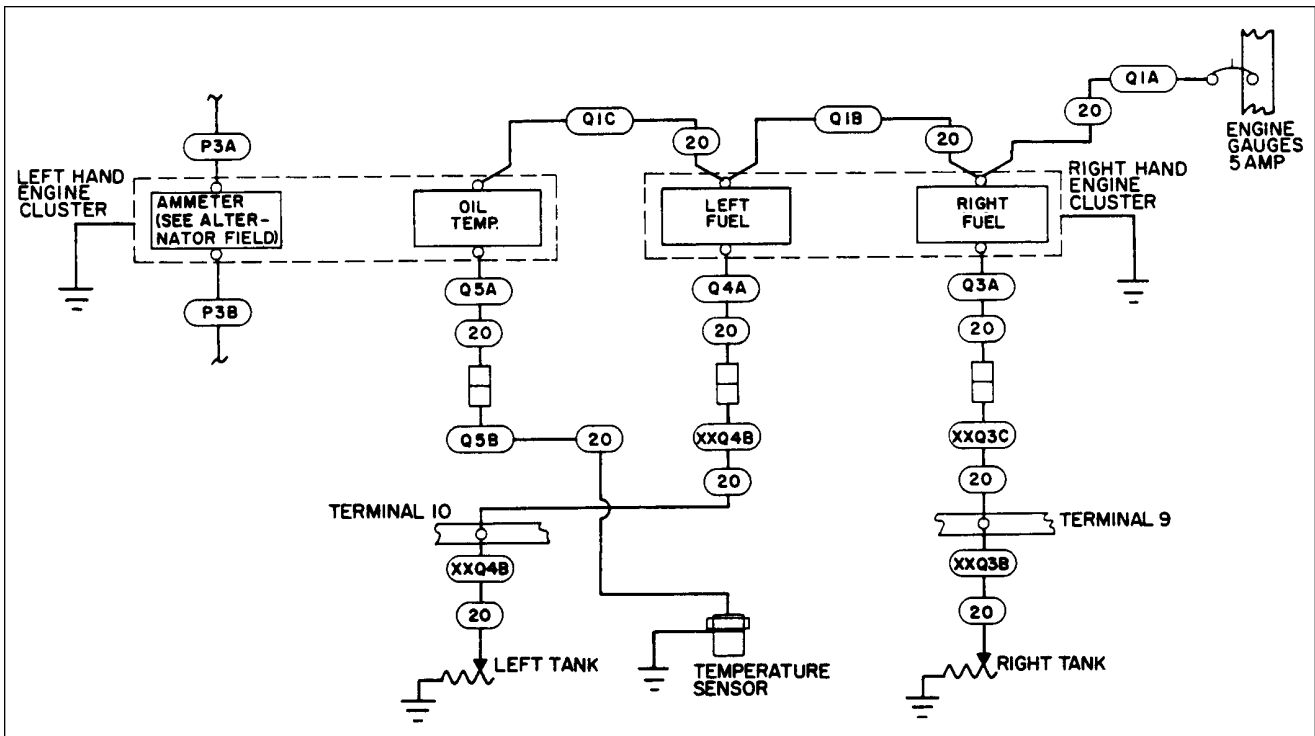 Q1A
Q1C
Q1B
20
20
20
ENGINE
GAUGES
5 AMP
P3A
LEFT HAND
ENGINE
CLUSTER
AMMETER
(SEE ALTER-
NATOR FIELD)
OIL
TEMP.
LEFT
FUEL
RIGHT
FUEL
RIGHT HAND
ENGINE
CLUSTER
P3B
Q5A
Q4A
Q3A
20
20
20
Q5B
20
XXQ4B
XXQ3C
20
20
TERMINAL 10
TERMINAL 9
XXQ4B
XXQ3B
20
20
LEFT TANK
TEMPERATURE
SENSOR
RIGHT TANK